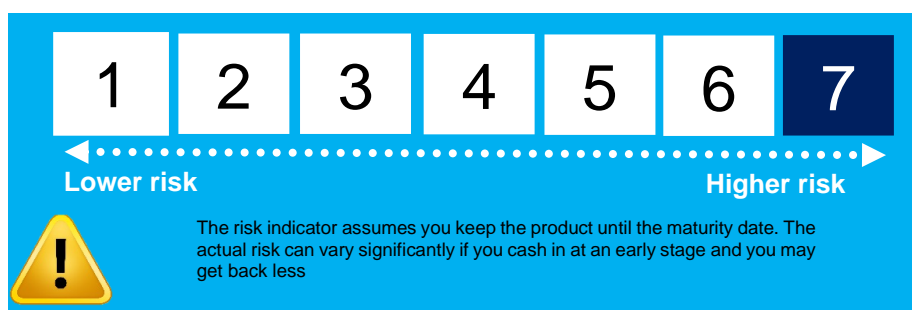 1 2 3 4 5 6 7
Lower risk Higher risk
The risk indicator assumes you keep the product until the maturity date. The
actual risk can vary significantly if you cash in at an early stage and you may
get back less